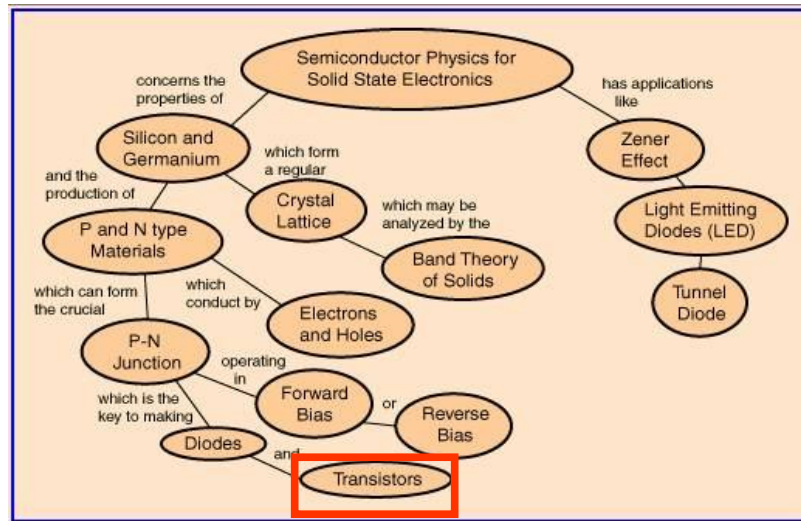 Semiconductor Physics for
Solid State Electronics
concerns the
properties of
has applications
like
Silicon and
Germanium
which form
a regular
Zener
Effect
and the
production of
Crystal
Lattice
which may be
analyzed by the
Light Emitting
Diodes (LED)
P and N type
Materials
Band Theory
of Solids
which can form
the crucial
which
conduct by
Electrons
and Holes
Tunnel
Diode
P-N
Junction
operating
in
Forward
Bias
or
Reverse
Bias
which is the
key to making
Diodes
and
Transistors